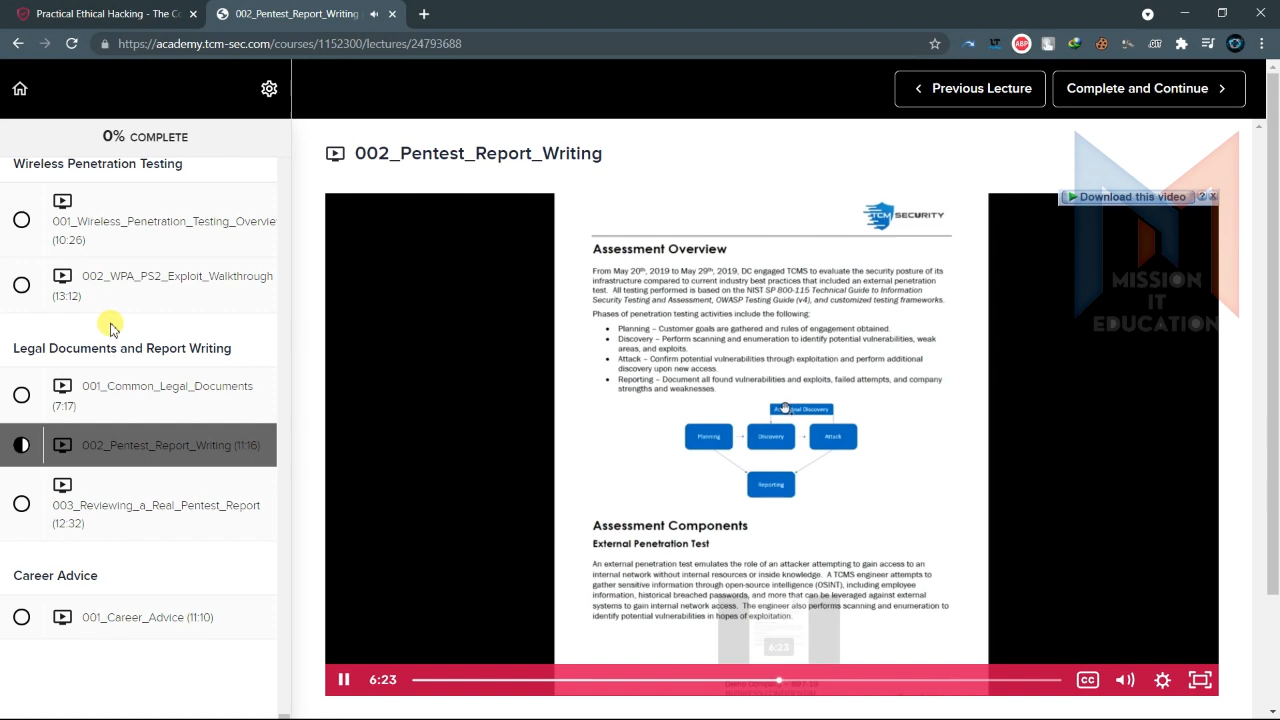 Practical Hacking - The Co
002_Pentest_Report_Writing
https://academy.tcm-sec.com/courses/1152300/lectures/24793688
Previous Lecture
Complete and Continue
0% COMPLETE
Wireless Penetration Testing
001_Wireless_Penetration_Testing_Overvie
(10:26)
002_WPA_PS2_Exploit_Walkthrough
(13:12)
Legal Documents and Report Writing
001_Common_Legal_Documents
(7:17)
Report_Writing (11:16)
003_Reviewing_a_Real_Pentest_Report
(12:32)
Career Advice
002_Pentest_Report_Writing
Download this video
MISSION
IT
EDUCATION
TCM SECURITY
Assessment Overview
From May 20th, 2019 to May 29th, 2019, DC engaged TCMS to evaluate the security posture of its
infrastructure compared to current industry best practices that included an external penetration
test. All testing performed is based on the NIST SP 800-115 Technical Guide to Information
Security Testing and Assessment, OWASP Testing Guide (v4), and customized testing frameworks.
Phases of penetration testing activities include the following:
• Planning – Customer goals are gathered and rules of engagement obtained.
• Discovery – Perform scanning and enumeration to identify potential vulnerabilities, weak
areas, and exploits.
• Attack – Confirm potential vulnerabilities through exploitation and perform additional
discovery upon new access.
• Reporting – Document all found vulnerabilities and exploits, failed attempts, and company
strengths and weaknesses.
Discovery
Planning
Discovery
Attack
Reporting
Assessment Components
External Penetration Test
An external penetration test emulates the role of an attacker attempting to gain access to an
internal network without internal resources or inside knowledge. A TCMS engineer attempts to
gather sensitive information through open-source intelligence (OSINT), including employee
information, historical breached passwords, and more that can be leveraged against external
systems to gain internal network access. The engineer also performs scanning and enumeration to
identify potential vulnerabilities in hopes of exploitation.
6:23
6:23
CC